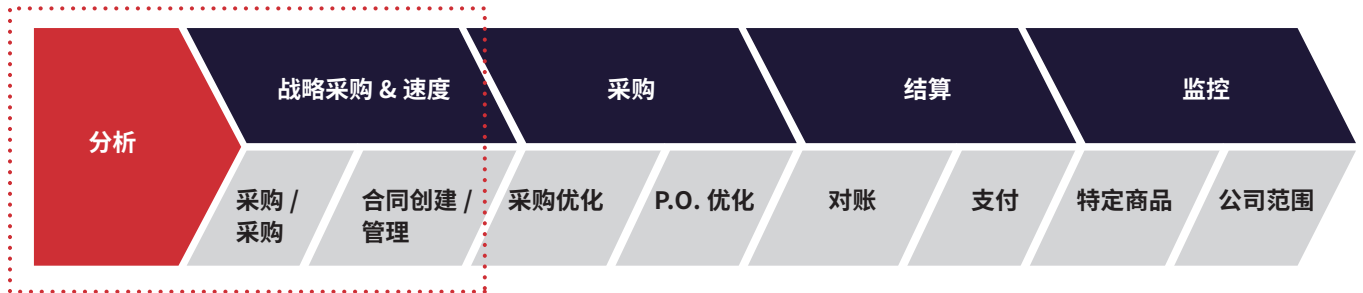 分析
战略采购 & 速度
采购
结算
监控
采购 /
采购
合同创建 /
管理
采购优化
P.O. 优化
对账
支付
特定商品
公司范围